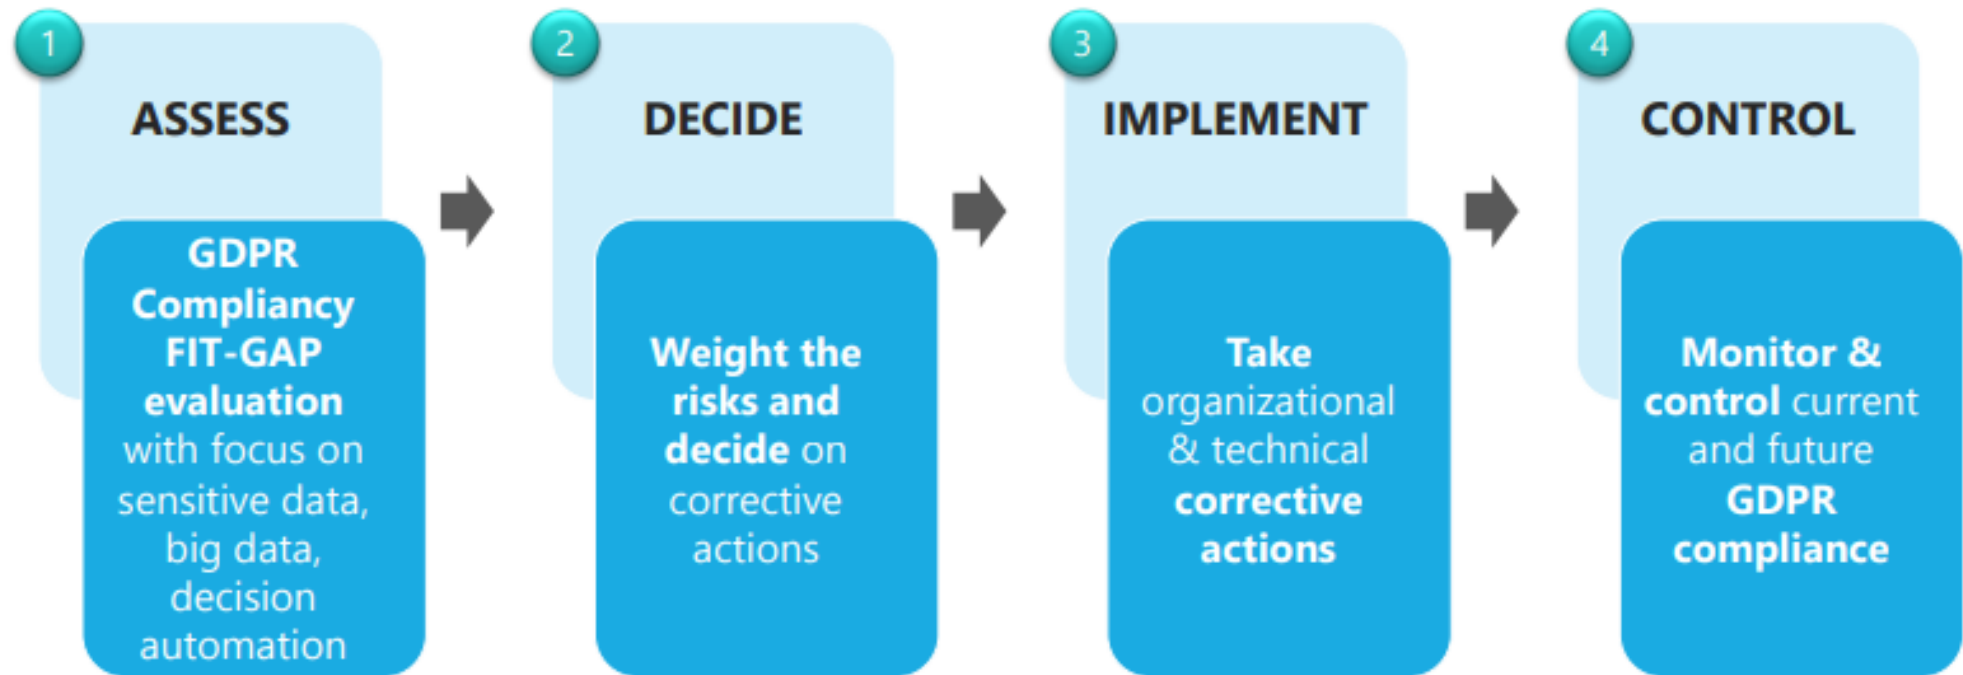 1
ASSESS
GDPR
Compliancy
FIT-GAP
evaluation
with focus on
sensitive data,
big data,
decision
automation
2
DECIDE
Weight the
risks and
decide on
corrective
actions
3
IMPLEMENT
Take
organizational
& technical
corrective
actions
4
CONTROL
Monitor &
control current
and future
GDPR
compliance